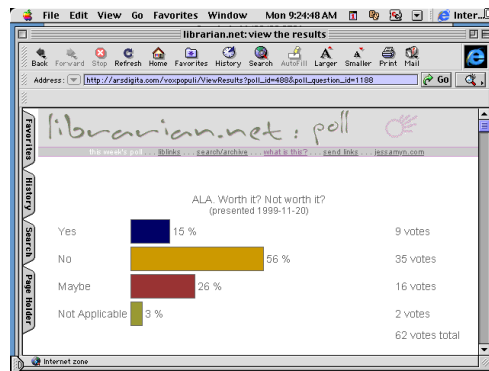 File Edit View Go Favorites Window Mon 9:24:48 AM Inter...
librarian.net: view the results
Back Forward Stop Refresh Home Favorites History Search AutoFill Larger Smaller Print Mail
Address: http://arsdigita.com/voxpopuli/ViewResults?poll_id=488&poll_question_id=1188 Go
Favorites
History
Search
Page Holder
librarian.net: poll
this week's poll ... liblinks ... search/archive ... what is this? ... send links ... jessamyn.com
ALA. Worth it? Not worth it?
(presented 1999-11-20)
Yes 15 % 9 votes
No 56 % 35 votes
Maybe 26 % 16 votes
Not Applicable 3 % 2 votes
62 votes total
Internet zone